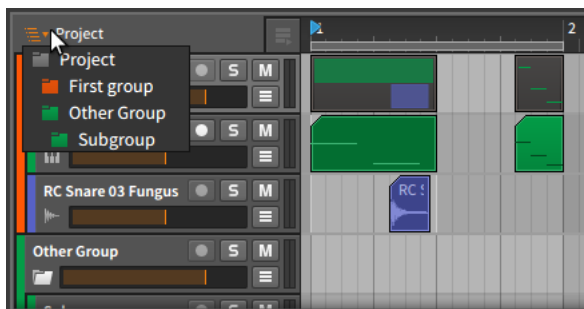 Project
1
2
Project
First group
Other Group
Subgroup
S M
S M
RC Snare 03 Fungus S M
RC S
Other Group S M
S M